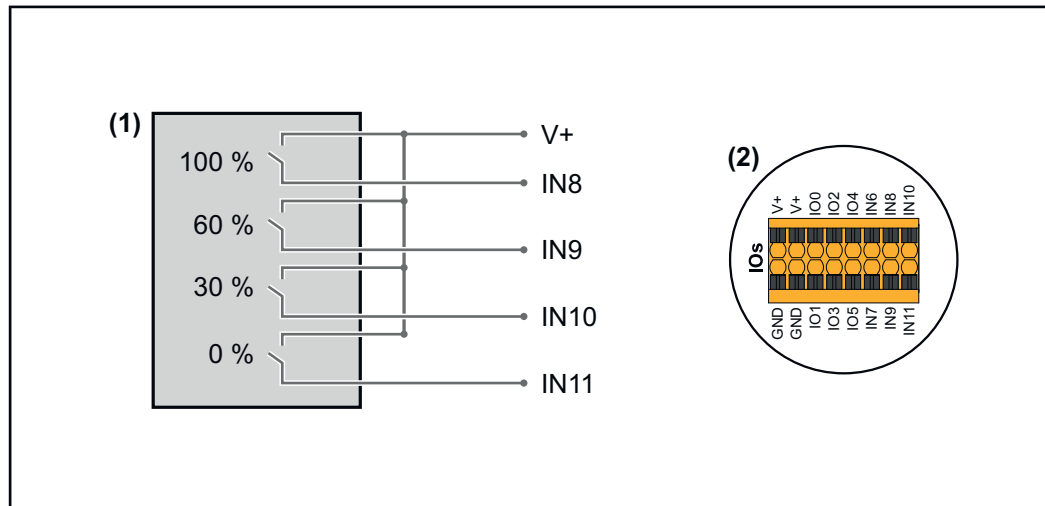 (1)
V+
100 %
IN8
60 %
IN9
30 %
IN10
0 %
IN11
(2)
V+ V+ IO0 IO2 IO4 IN6 IN8 IN10
IOs
GND GND IO1 IO3 IO5 IN7 IN9 IN11